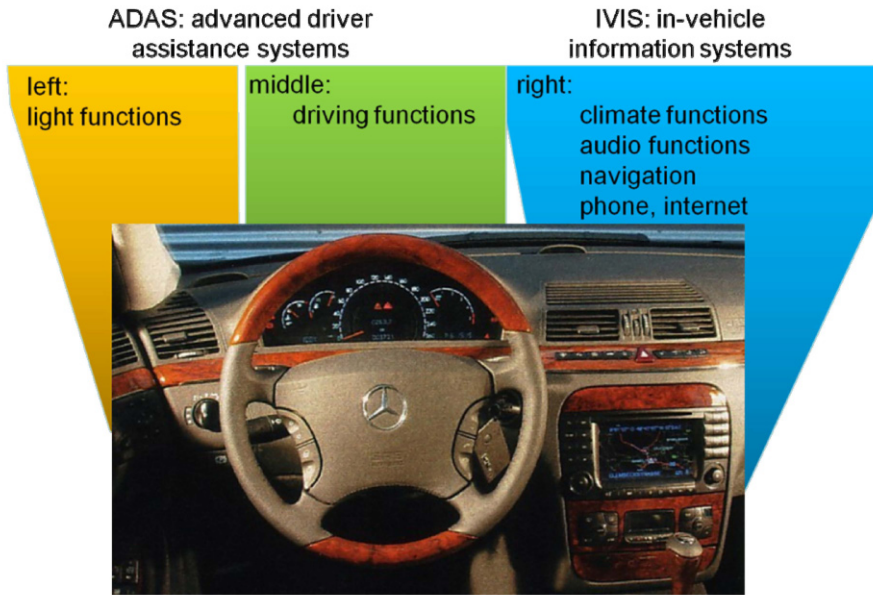 ADAS: advanced driver
assistance systems
IVIS: in-vehicle
information systems
left:
light functions
middle:
driving functions
right:
climate functions
audio functions
navigation
phone, internet